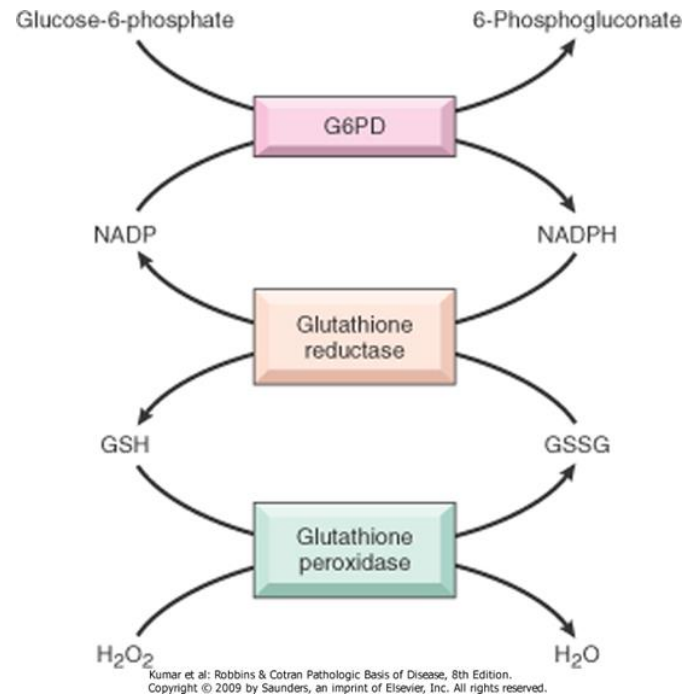 Glucose-6-phosphate 6-Phosphogluconate
G6PD
NADP NADPH
Glutathione
reductase
GSH GSSG
Glutathione
peroxidase
H₂O₂ H₂O
Kumar et al: Robbins & Cotran Pathologic Basis of Disease, 8th Edition.
Copyright © 2009 by Saunders, an imprint of Elsevier, Inc. All rights reserved.